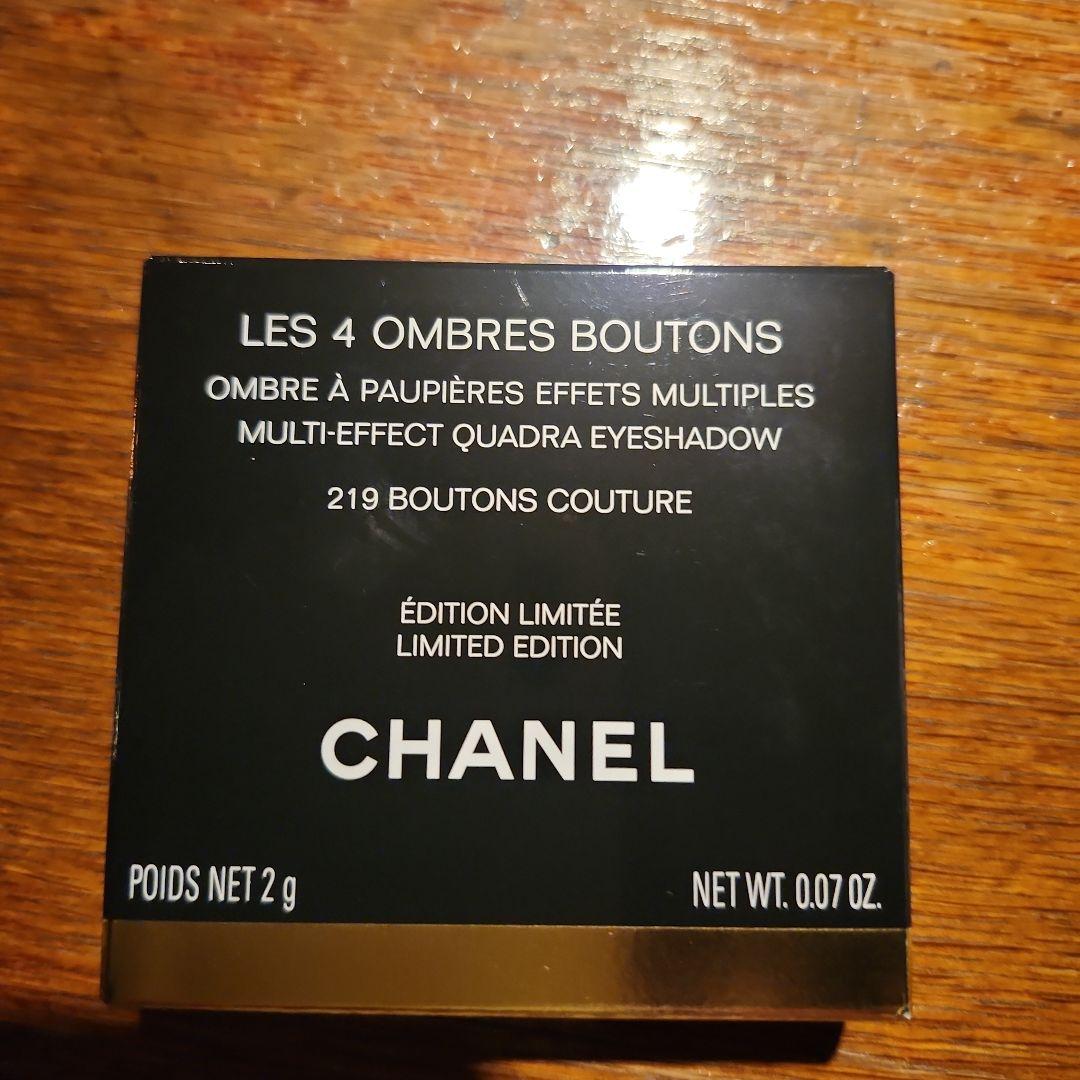 LES 4 OMBRES BOUTONS
OMBRE À PAUPIÈRES EFFETS MULTIPLES
MULTI-EFFECT QUADRA EYESHADOW
219 BOUTONS COUTURE
ÉDITION LIMITÉE
LIMITED EDITION
CHANEL
POIDS NET 2 g
NET WT. 0.07 OZ.